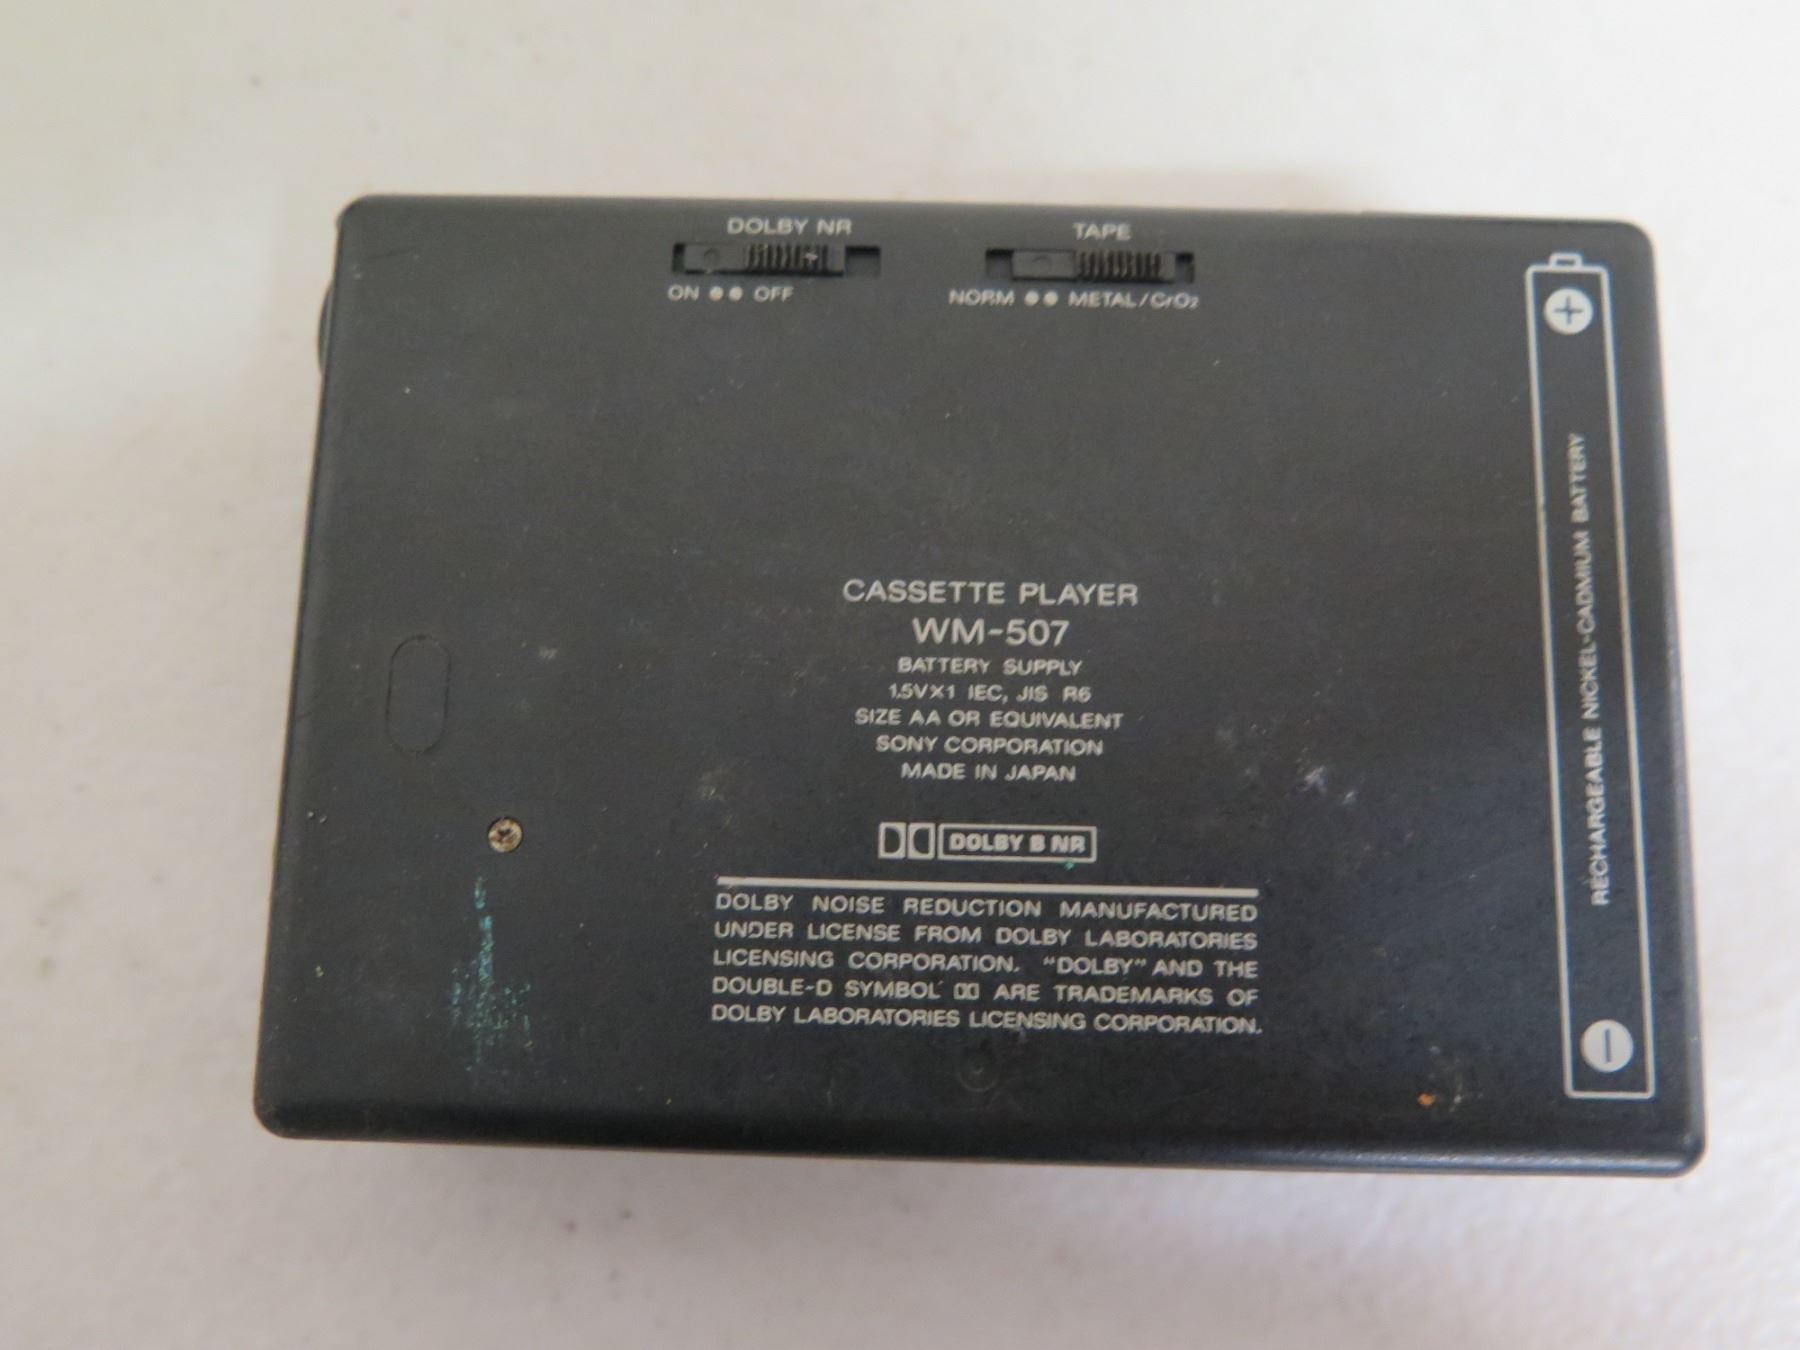 DOLBY NR
TAPE
ON ●● OFF
NORM ●● METAL/CrO₂
+
RECHARGEABLE NICKEL-CADMIUM BATTERY
−
CASSETTE PLAYER
WM-507
BATTERY SUPPLY
1.5V×1 IEC, JIS R6
SIZE AA OR EQUIVALENT
SONY CORPORATION
MADE IN JAPAN
DOLBY B NR
DOLBY NOISE REDUCTION MANUFACTURED
UNDER LICENSE FROM DOLBY LABORATORIES
LICENSING CORPORATION. "DOLBY" AND THE
DOUBLE-D SYMBOL ARE TRADEMARKS OF
DOLBY LABORATORIES LICENSING CORPORATION.